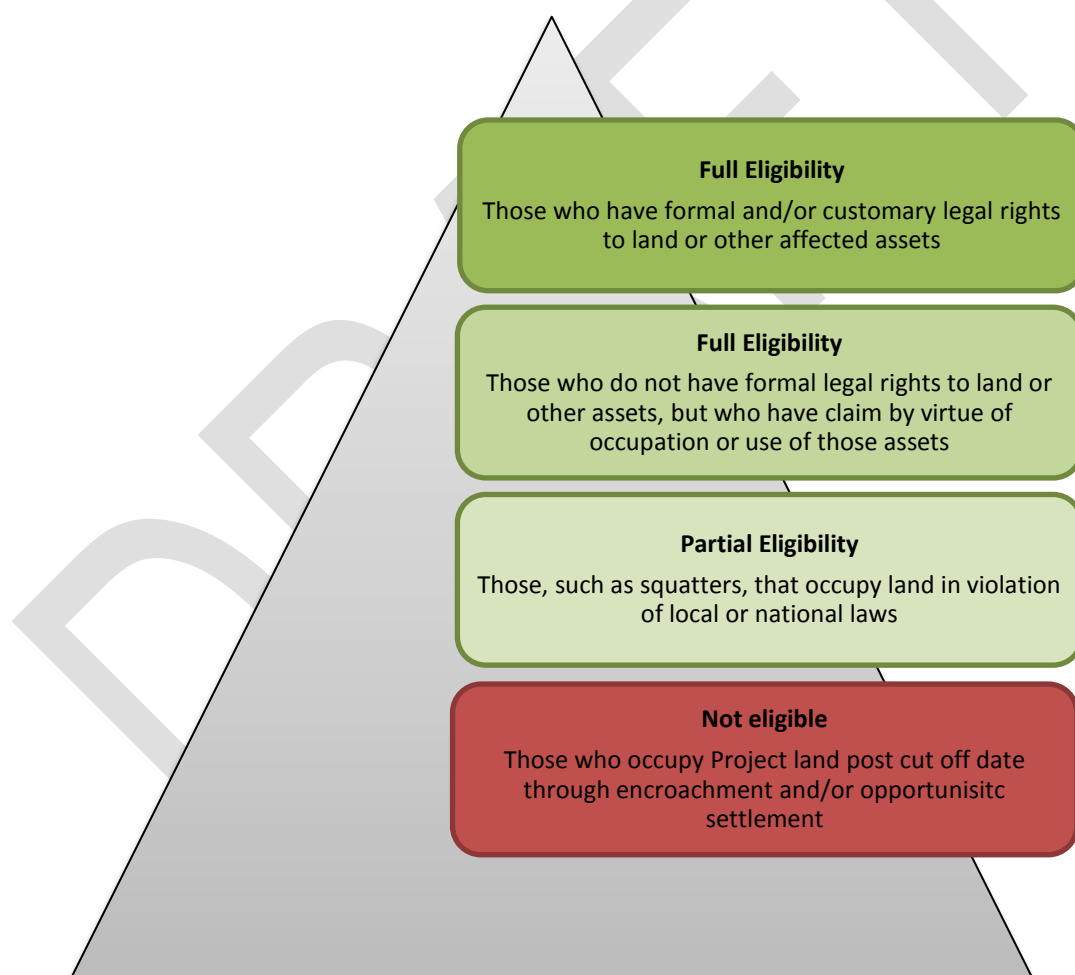 Full Eligibility
Those who have formal and/or customary legal rights
to land or other affected assets
Full Eligibility
Those who do not have formal legal rights to land or
other assets, but who have claim by virtue of
occupation or use of those assets
Partial Eligibility
Those, such as squatters, that occupy land in violation
of local or national laws
Not eligible
Those who occupy Project land post cut off date
through encroachment and/or opportunisitc
settlement